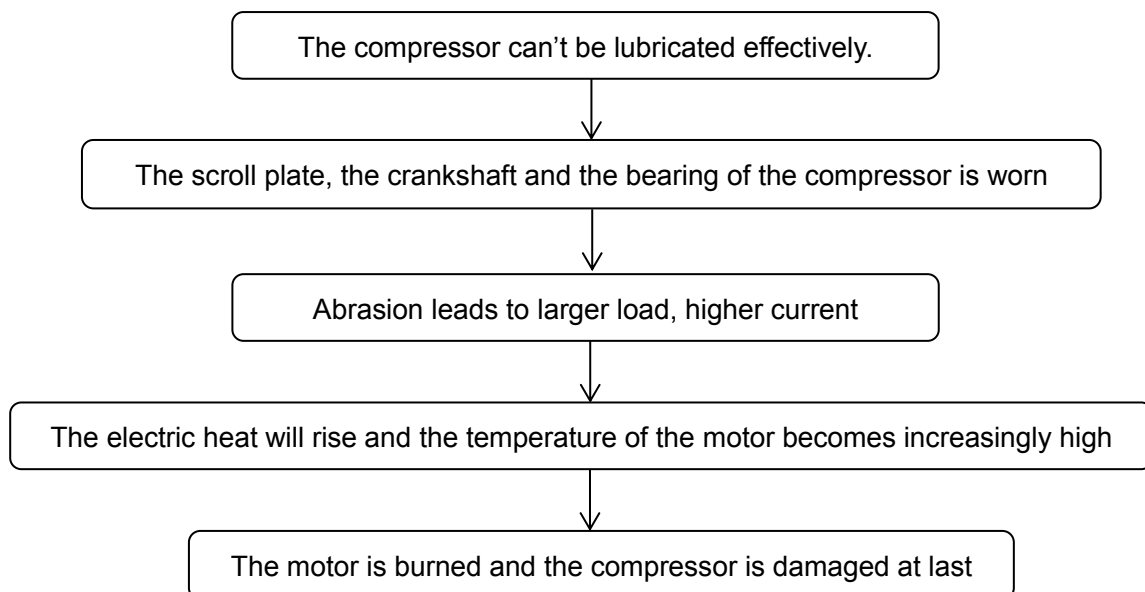 The compressor can’t be lubricated effectively.
The scroll plate, the crankshaft and the bearing of the compressor is worn
Abrasion leads to larger load, higher current
The electric heat will rise and the temperature of the motor becomes increasingly high
The motor is burned and the compressor is damaged at last